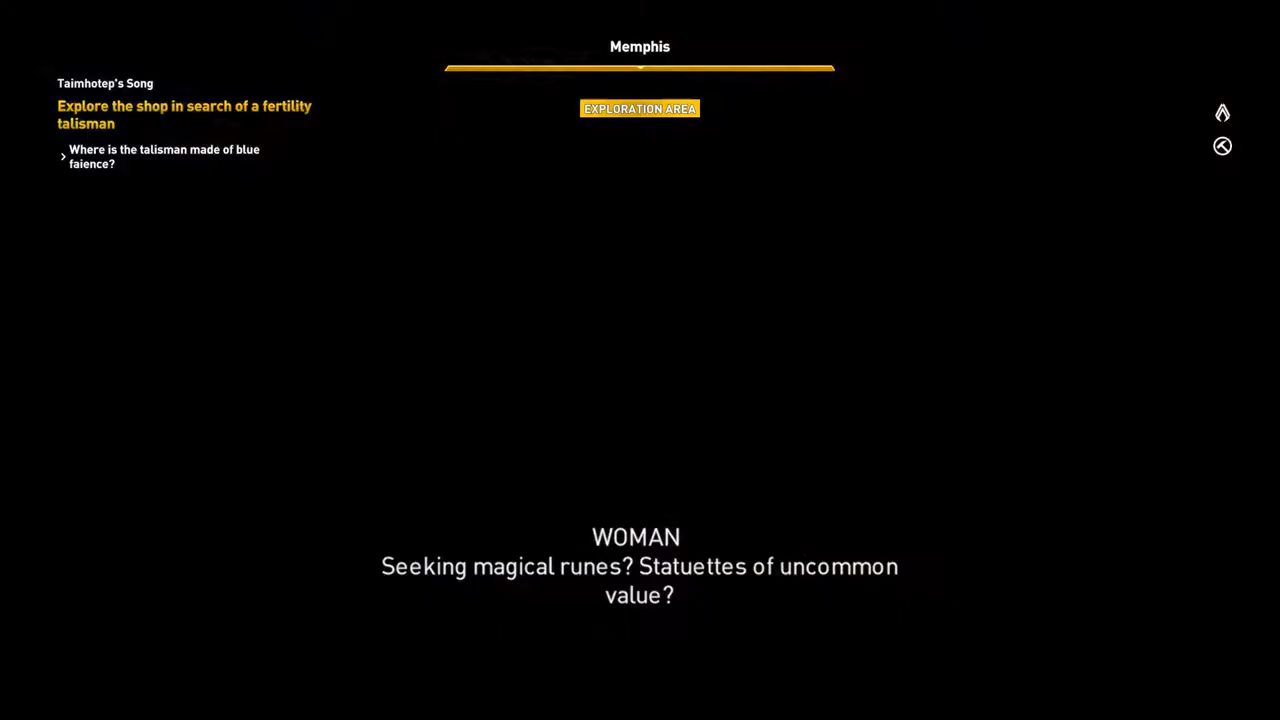 Memphis
Taimhotep's Song
Explore the shop in search of a fertility
talisman
EXPLORATION AREA
Where is the talisman made of blue
faience?
WOMAN
Seeking magical runes? Statuettes of uncommon
value?